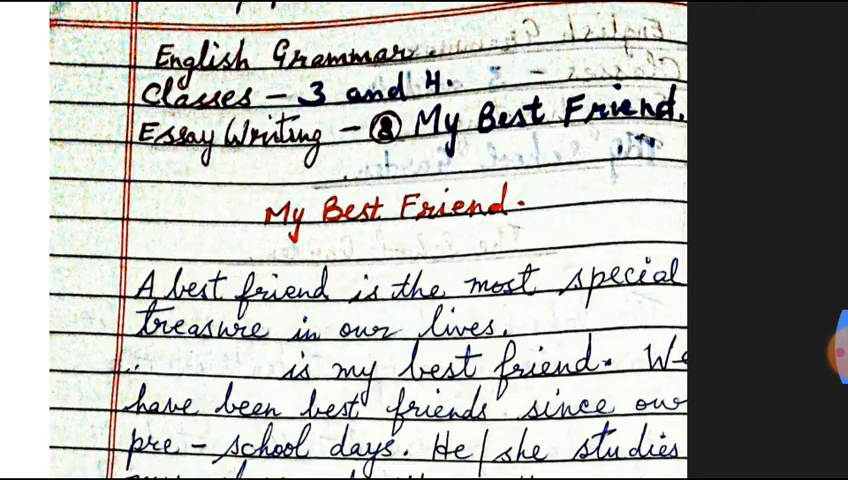 English Grammar.
Classes - 3 and 4.
Essay Writing - ② My Best Friend.
My Best Friend.
A best friend is the most special
treasure in our lives.
is my best friend. We
have been best friends since our
pre-school days. He/she studies